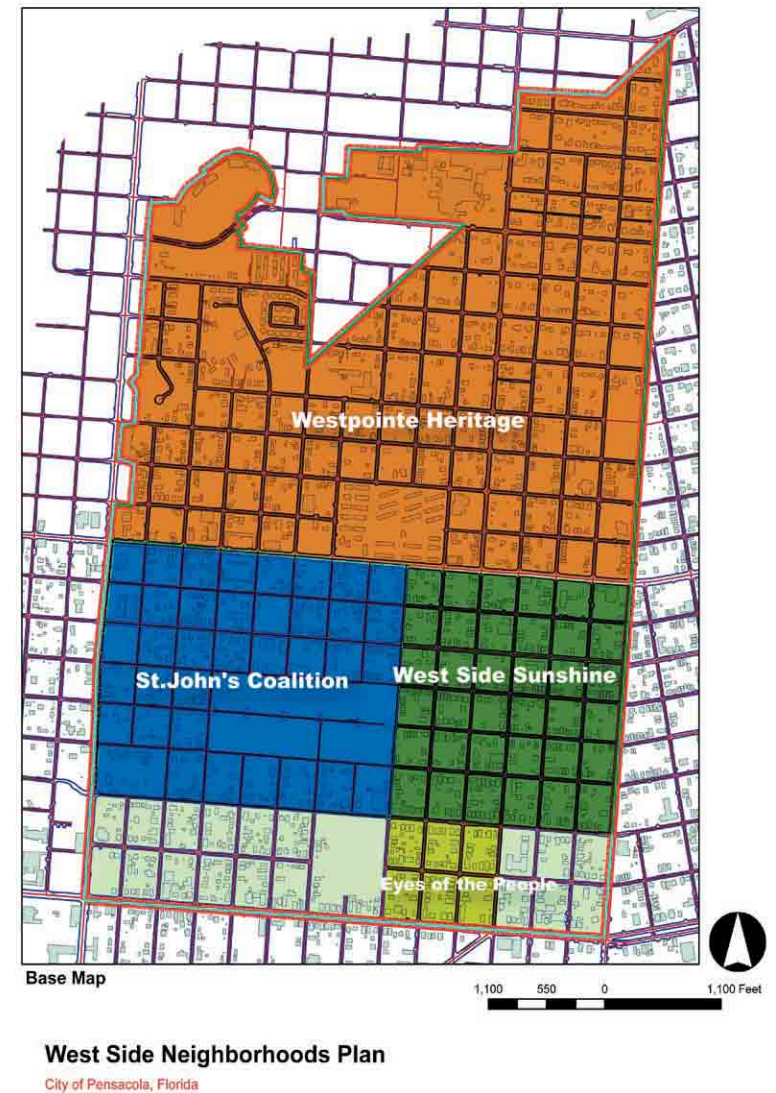 Westpointe Heritage
St.John's Coalition
West Side Sunshine
Eyes of the People
Base Map
1,100 550 0 1,100 Feet
West Side Neighborhoods Plan
City of Pensacola, Florida